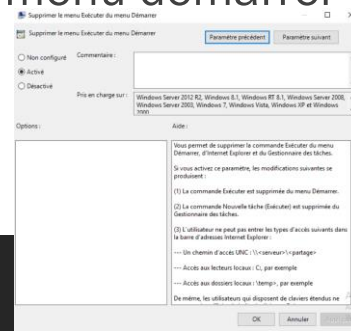 menu démarrer
Supprimer le menu Exécuter du menu Démarrer
Supprimer le menu Exécuter du menu Démarrer
Paramètre précédent
Paramètre suivant
Non configuré
Commentaire :
Activé
Désactivé
Pris en charge sur :
Windows Server 2012 R2, Windows 8.1, Windows RT 8.1, Windows Server 2008,
Windows Server 2003, Windows 7, Windows Vista, Windows XP et Windows
2000
Options :
Aide :
Vous permet de supprimer la commande Exécuter du menu
Démarrer, d'Internet Explorer et du Gestionnaire des tâches.
Si vous activez ce paramètre, les modifications suivantes se
produisent :
(1) La commande Exécuter est supprimée du menu Démarrer.
(2) La commande Nouvelle tâche (Exécuter) est supprimée du
Gestionnaire des tâches.
(3) L'utilisateur ne peut pas entrer les types d'accès suivants dans
la barre d'adresses Internet Explorer :
--- Un chemin d'accès UNC : \\<serveur>\<partage>
--- Accès aux lecteurs locaux : C:, par exemple
--- Accès aux dossiers locaux : \temp>, par exemple
De même, les utilisateurs qui disposent de claviers étendus ne
OK
Annuler